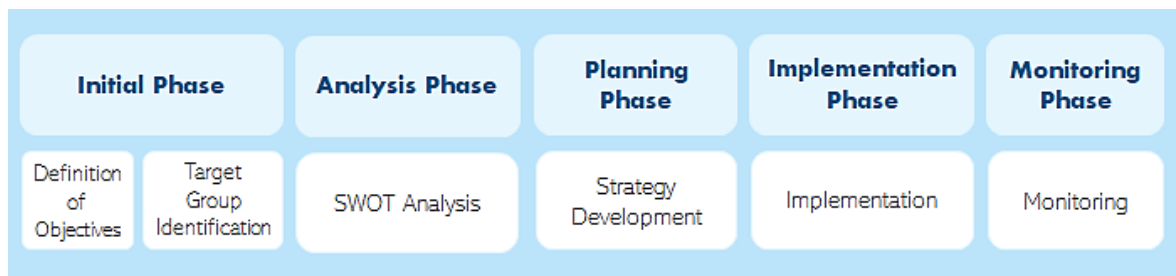 Initial Phase
Analysis Phase
Planning
Phase
Implementation
Phase
Monitoring
Phase
Definition
of
Objectives
Target
Group
Identification
SWOT Analysis
Strategy
Development
Implementation
Monitoring